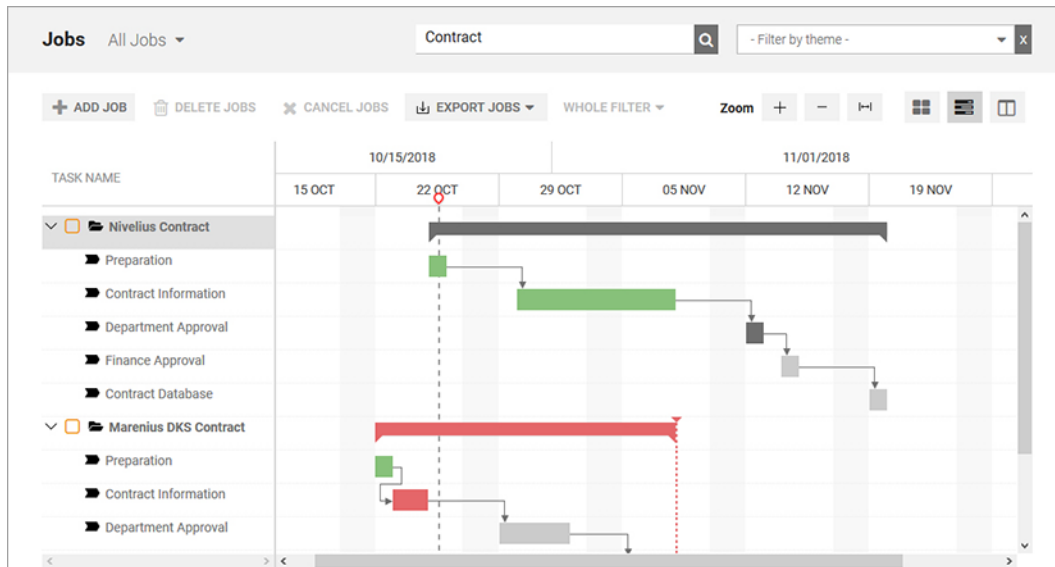 Jobs All Jobs Contract - Filter by theme - x
ADD JOB DELETE JOBS CANCEL JOBS EXPORT JOBS WHOLE FILTER Zoom
10/15/2018 11/01/2018
TASK NAME
15 OCT 22 OCT 29 OCT 05 NOV 12 NOV 19 NOV
Nivelius Contract
Preparation
Contract Information
Department Approval
Finance Approval
Contract Database
Marenius DKS Contract
Preparation
Contract Information
Department Approval